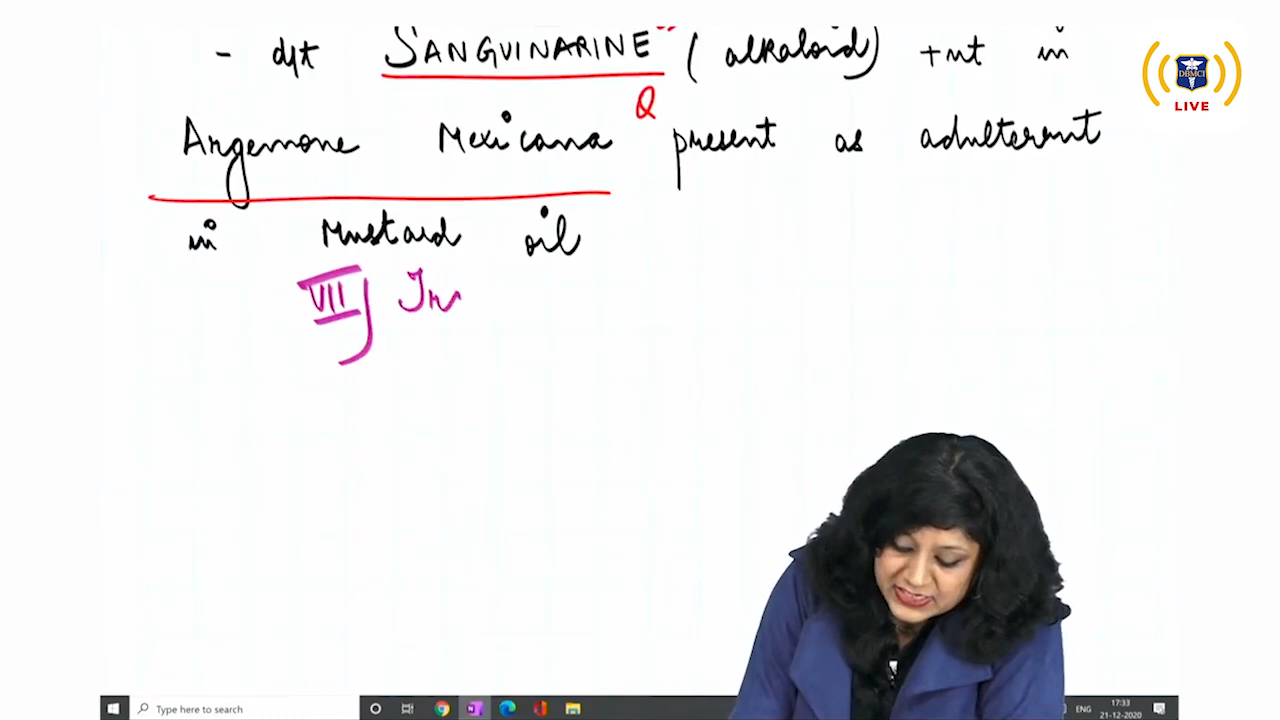 - d/t SANGUINARINE (alkaloid) +nt in
Q
Argemone Mexicana present as adulterant
in Mustard oil
VII) In
DBMCI
LIVE
Type here to search
ENG
17:33
21-12-2020